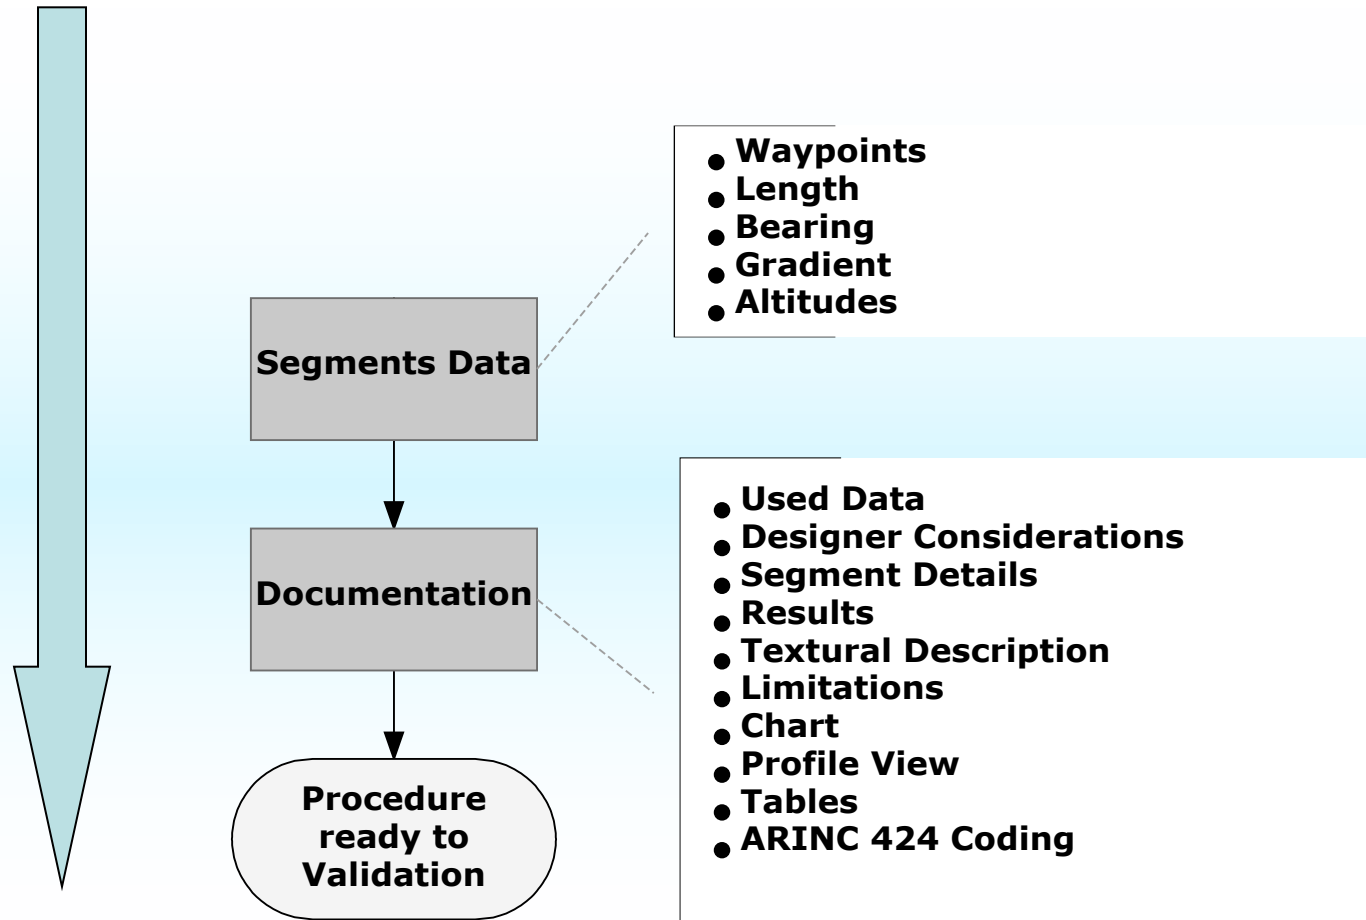 ● Waypoints
● Length
● Bearing
● Gradient
● Altitudes
Segments Data
● Used Data
● Designer Considerations
● Segment Details
● Results
● Textural Description
● Limitations
● Chart
● Profile View
● Tables
● ARINC 424 Coding
Documentation
Procedure
ready to
Validation